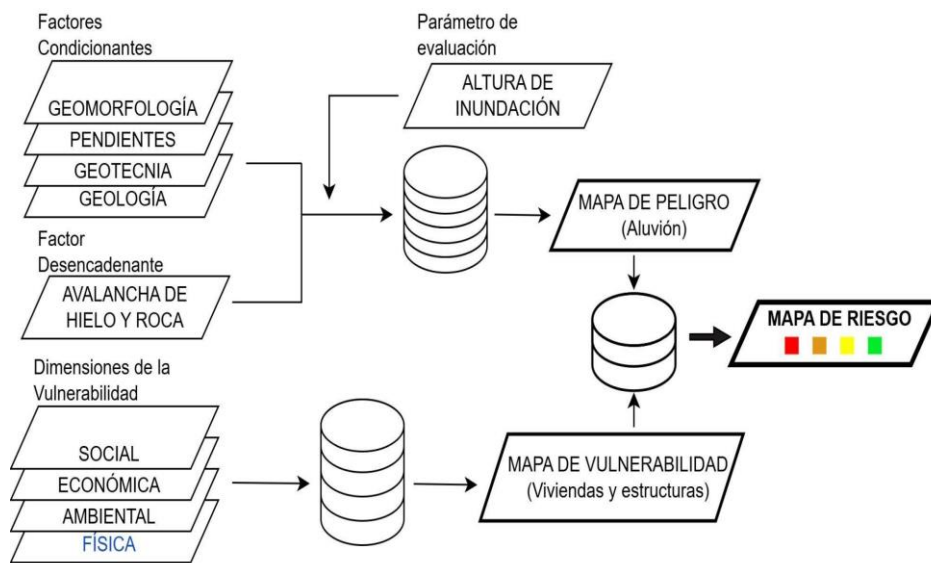 Factores
Condicionantes
GEOMORFOLOGÍA
PENDIENTES
GEOTECNIA
GEOLOGÍA
Parámetro de
evaluación
ALTURA DE
INUNDACIÓN
Factor
Desencadenante
AVALANCHA DE
HIELO Y ROCA
MAPA DE PELIGRO
(Aluvión)
MAPA DE RIESGO
Dimensiones de la
Vulnerabilidad
SOCIAL
ECONÓMICA
AMBIENTAL
FÍSICA
MAPA DE VULNERABILIDAD
(Viviendas y estructuras)